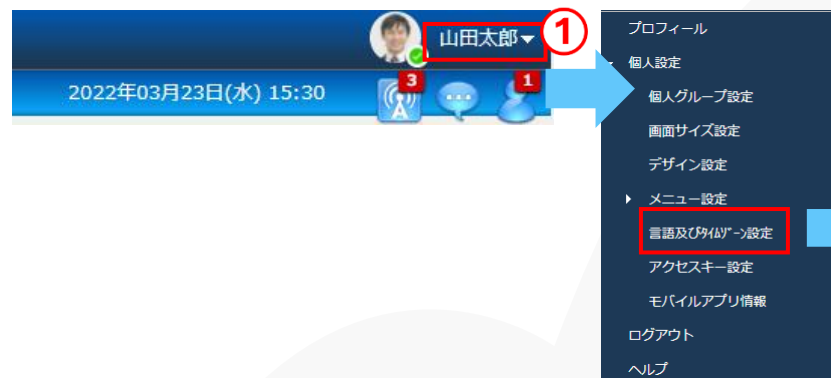 山田太郎
①
2022年03月23日(水) 15:30
3
1
プロフィール
個人設定
個人グループ設定
画面サイズ設定
デザイン設定
メニュー設定
言語及びﾀｲﾑｿﾞｰﾝ設定
アクセスキー設定
モバイルアプリ情報
ログアウト
ヘルプ